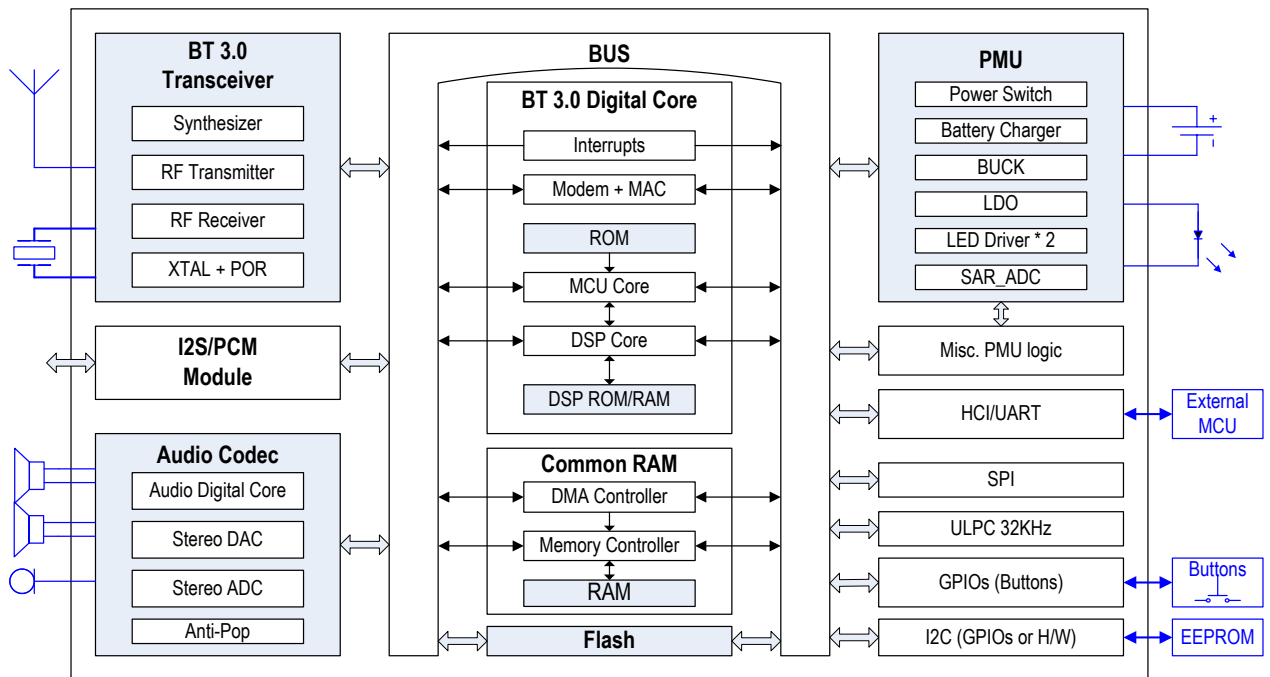 BT 3.0
Transceiver
Synthesizer
RF Transmitter
RF Receiver
XTAL + POR
I2S/PCM
Module
Audio Codec
Audio Digital Core
Stereo DAC
Stereo ADC
Anti-Pop
BUS
BT 3.0 Digital Core
Interrupts
Modem + MAC
ROM
MCU Core
DSP Core
DSP ROM/RAM
Common RAM
DMA Controller
Memory Controller
RAM
Flash
PMU
Power Switch
Battery Charger
BUCK
LDO
LED Driver * 2
SAR_ADC
Misc. PMU logic
HCI/UART
SPI
ULPC 32KHz
GPIOs (Buttons)
I2C (GPIOs or H/W)
+
−
External
MCU
Buttons
EEPROM